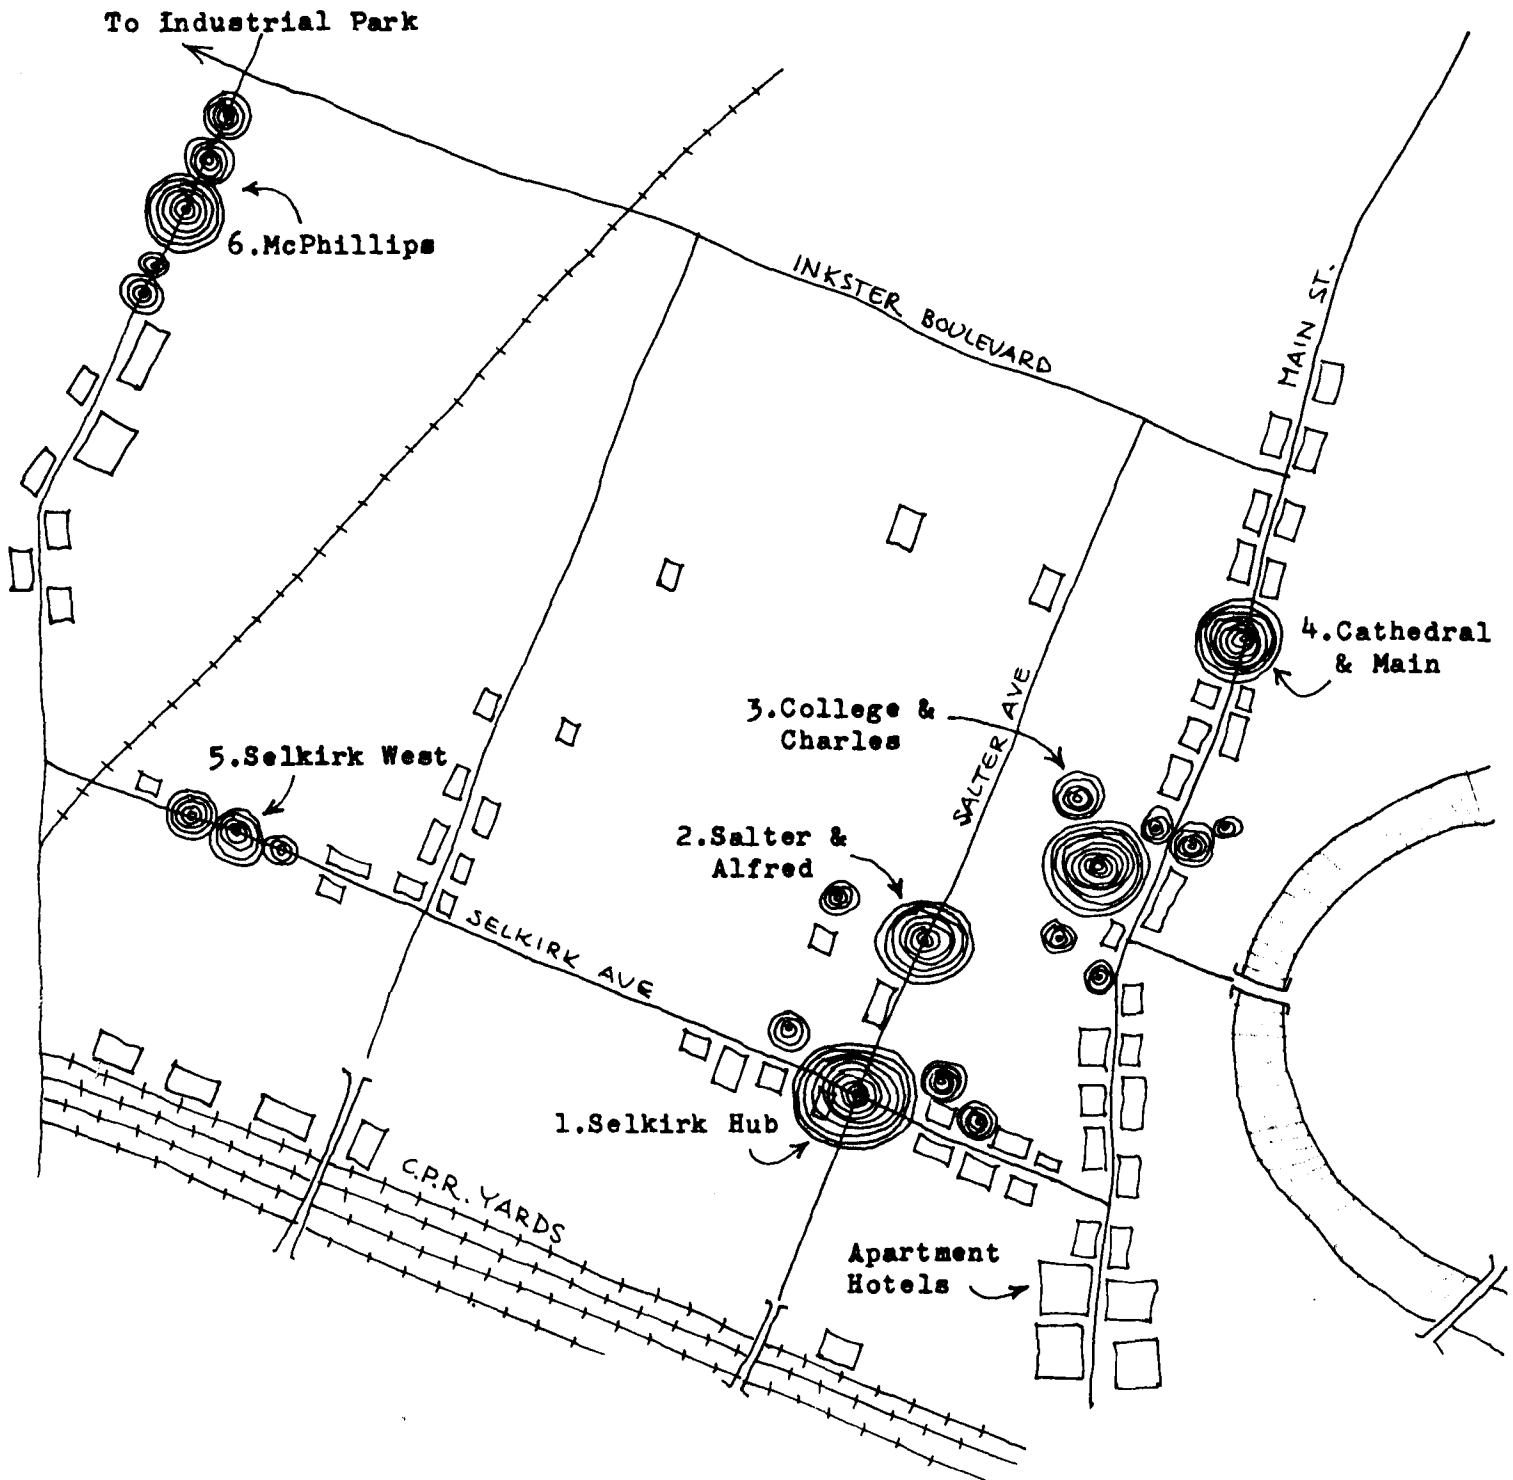 To Industrial Park
6.McPhillips
INKSTER BOULEVARD
MAIN ST.
4.Cathedral
& Main
3.College &
Charles
SALTER AVE
5.Selkirk West
2.Salter &
Alfred
SELKIRK AVE
1.Selkirk Hub
C.P.R. YARDS
Apartment
Hotels